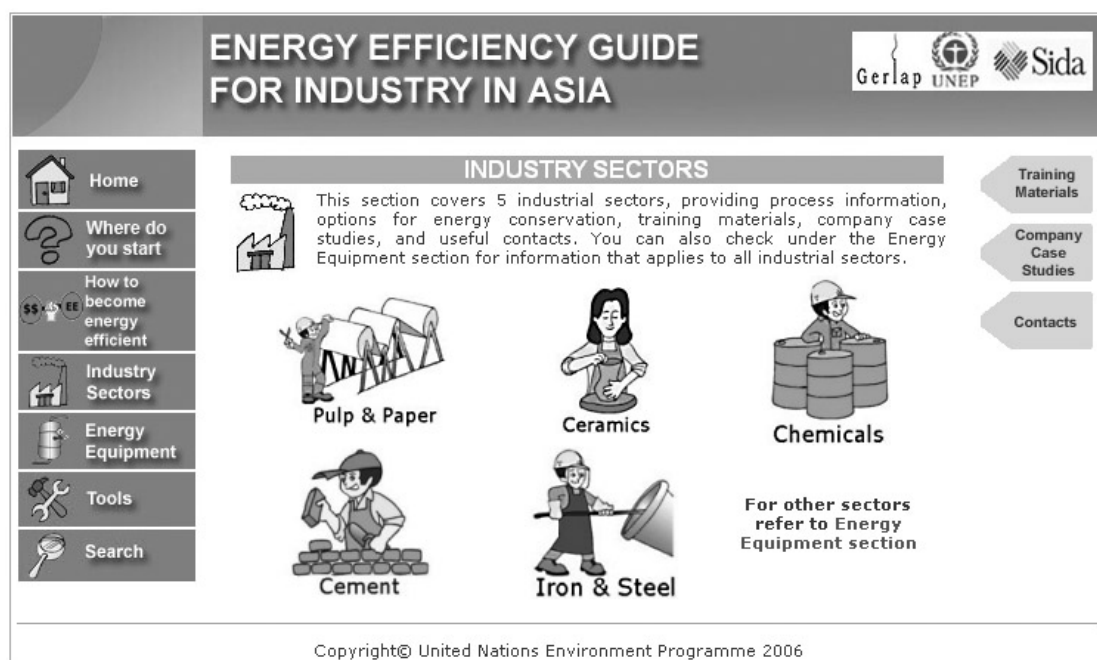 ENERGY EFFICIENCY GUIDE
FOR INDUSTRY IN ASIA
Gerlap
UNEP
Sida
Home
Where do
you start
$$
EE
How to
become
energy
efficient
Industry
Sectors
Energy
Equipment
Tools
Search
INDUSTRY SECTORS
This section covers 5 industrial sectors, providing process information,
options for energy conservation, training materials, company case
studies, and useful contacts. You can also check under the Energy
Equipment section for information that applies to all industrial sectors.
Pulp & Paper
Ceramics
Chemicals
Cement
Iron & Steel
For other sectors
refer to Energy
Equipment section
Training
Materials
Company
Case
Studies
Contacts
Copyright© United Nations Environment Programme 2006